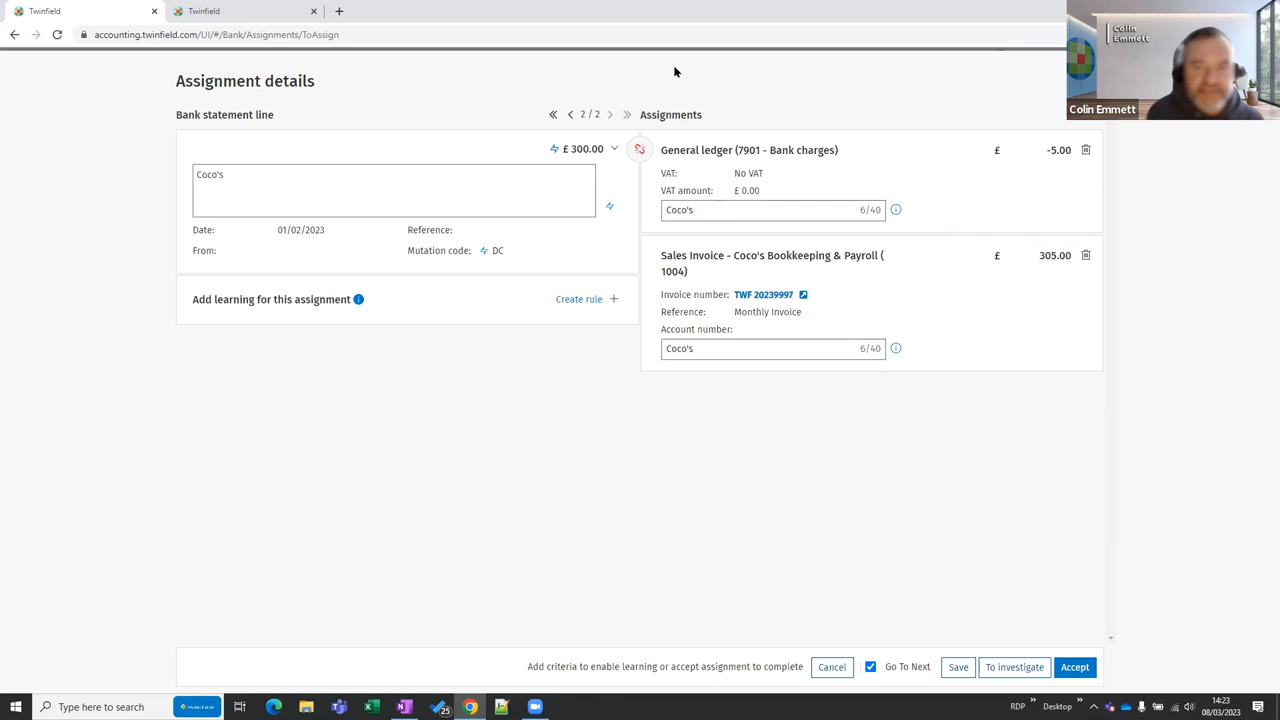 Twinfield
Twinfield
accounting.twinfield.com/UI/#/Bank/Assignments/ToAssign
Colin
Emmett
Colin Emmett
Assignment details
Bank statement line
2 / 2
Assignments
£ 300.00
Coco's
Date: 01/02/2023 Reference:
From: Mutation code: DC
Add learning for this assignment
Create rule +
General ledger (7901 - Bank charges) £ -5.00
VAT: No VAT
VAT amount: £ 0.00
Coco's 6/40
Sales Invoice - Coco's Bookkeeping & Payroll ( £ 305.00
1004)
Invoice number: TWF 20239997
Reference: Monthly Invoice
Account number:
Coco's 6/40
Add criteria to enable learning or accept assignment to complete
Cancel
Go To Next
Save
To investigate
Accept
Type here to search
25
RDP
Desktop
14:23
08/03/2023